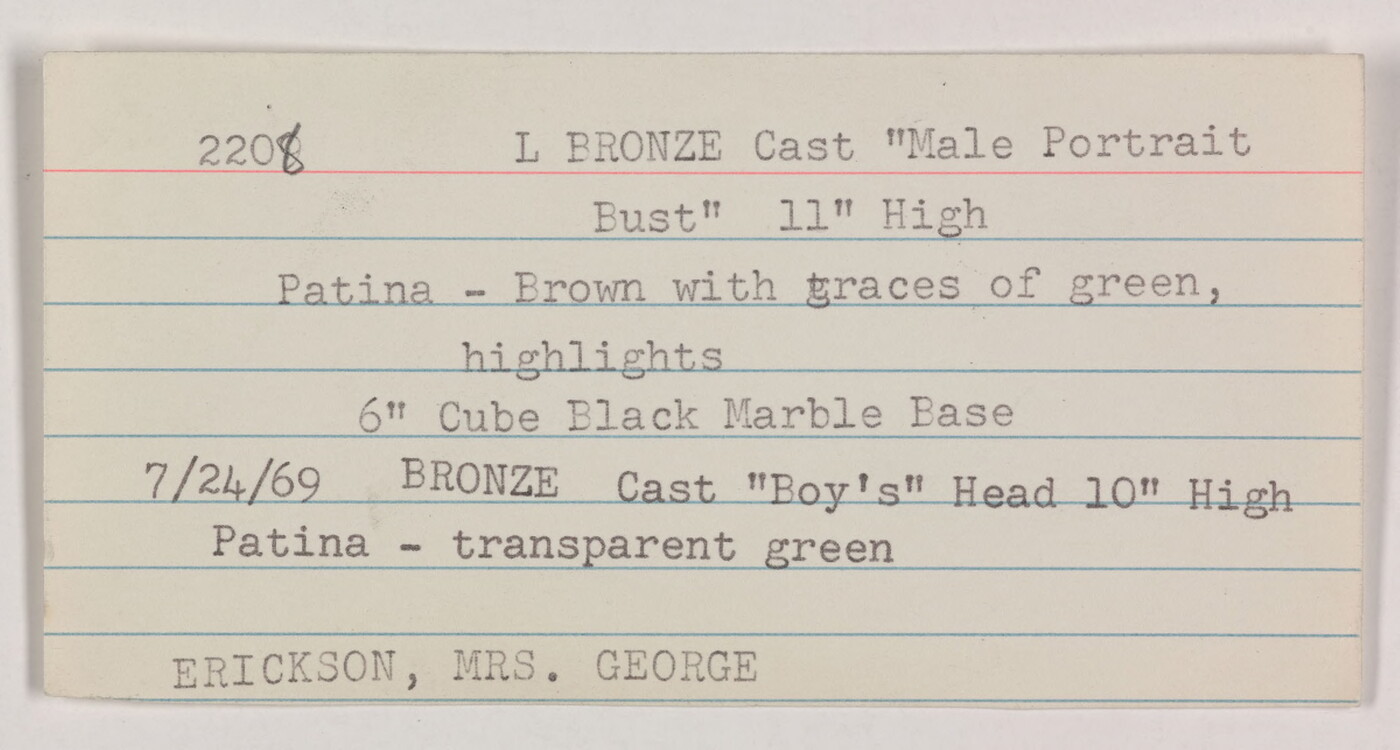 2208 L BRONZE Cast "Male Portrait
Bust" 11" High
Patina - Brown with traces of green,
highlights
6" Cube Black Marble Base
7/24/69 BRONZE Cast "Boy's" Head 10" High
Patina - transparent green
ERICKSON, MRS. GEORGE